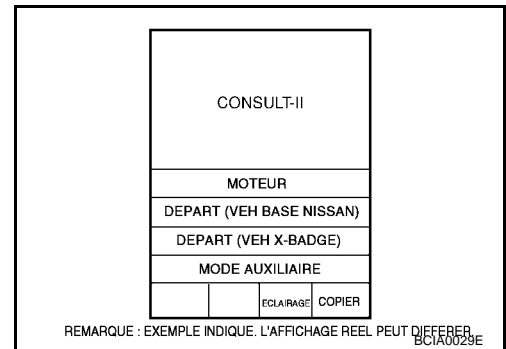 CONSULT-II
MOTEUR
DEPART (VEH BASE NISSAN)
DEPART (VEH X-BADGE)
MODE AUXILIAIRE
ECLAIRAGE COPIER
REMARQUE : EXEMPLE INDIQUE. L'AFFICHAGE REEL PEUT DIFFERER.
BCIA0029E